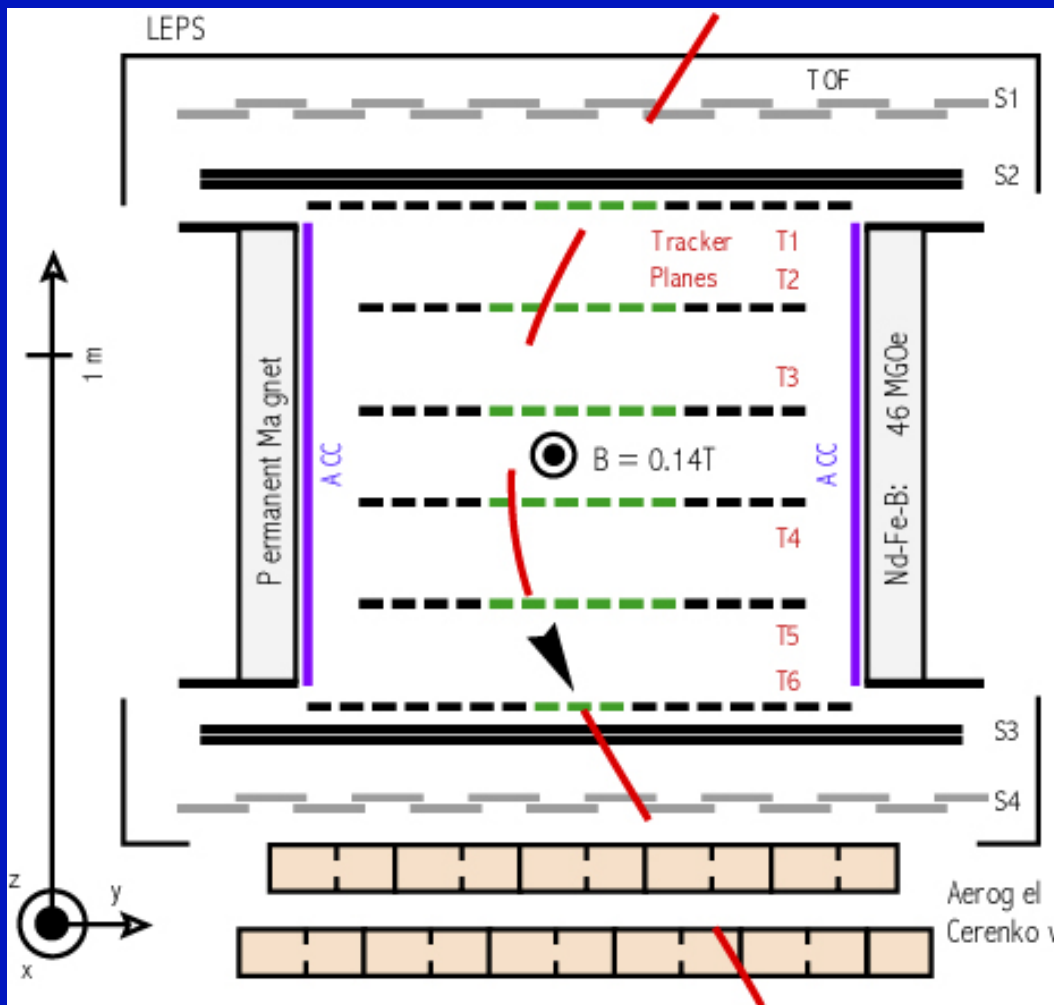 LEPS
TOF
S1
S2
Tracker
Planes
T1
T2
T3
1 m
Permanent Magnet
ACC
B = 0.14T
ACC
Nd-Fe-B: 46 MGOe
T4
T5
T6
S3
S4
z
y
x
Aerogel
Cerenkov